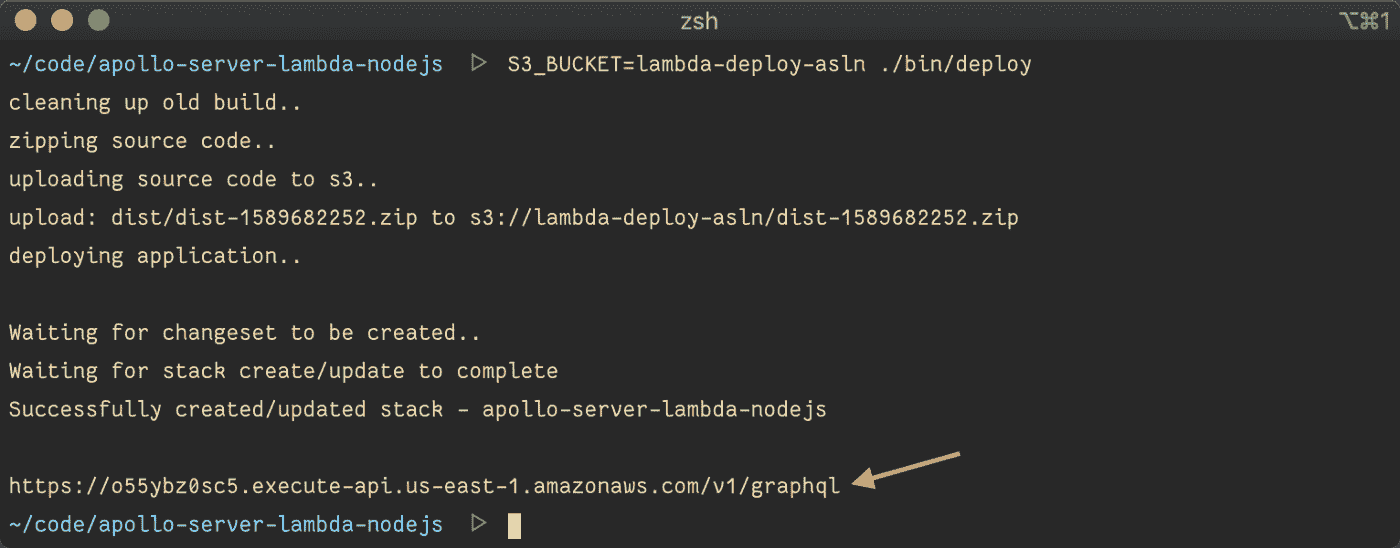 zsh
⌥⌘1
~/code/apollo-server-lambda-nodejs ▷ S3_BUCKET=lambda-deploy-asln ./bin/deploy
cleaning up old build..
zipping source code..
uploading source code to s3..
upload: dist/dist-1589682252.zip to s3://lambda-deploy-asln/dist-1589682252.zip
deploying application..
Waiting for changeset to be created..
Waiting for stack create/update to complete
Successfully created/updated stack - apollo-server-lambda-nodejs
https://o55ybz0sc5.execute-api.us-east-1.amazonaws.com/v1/graphql
~/code/apollo-server-lambda-nodejs ▷